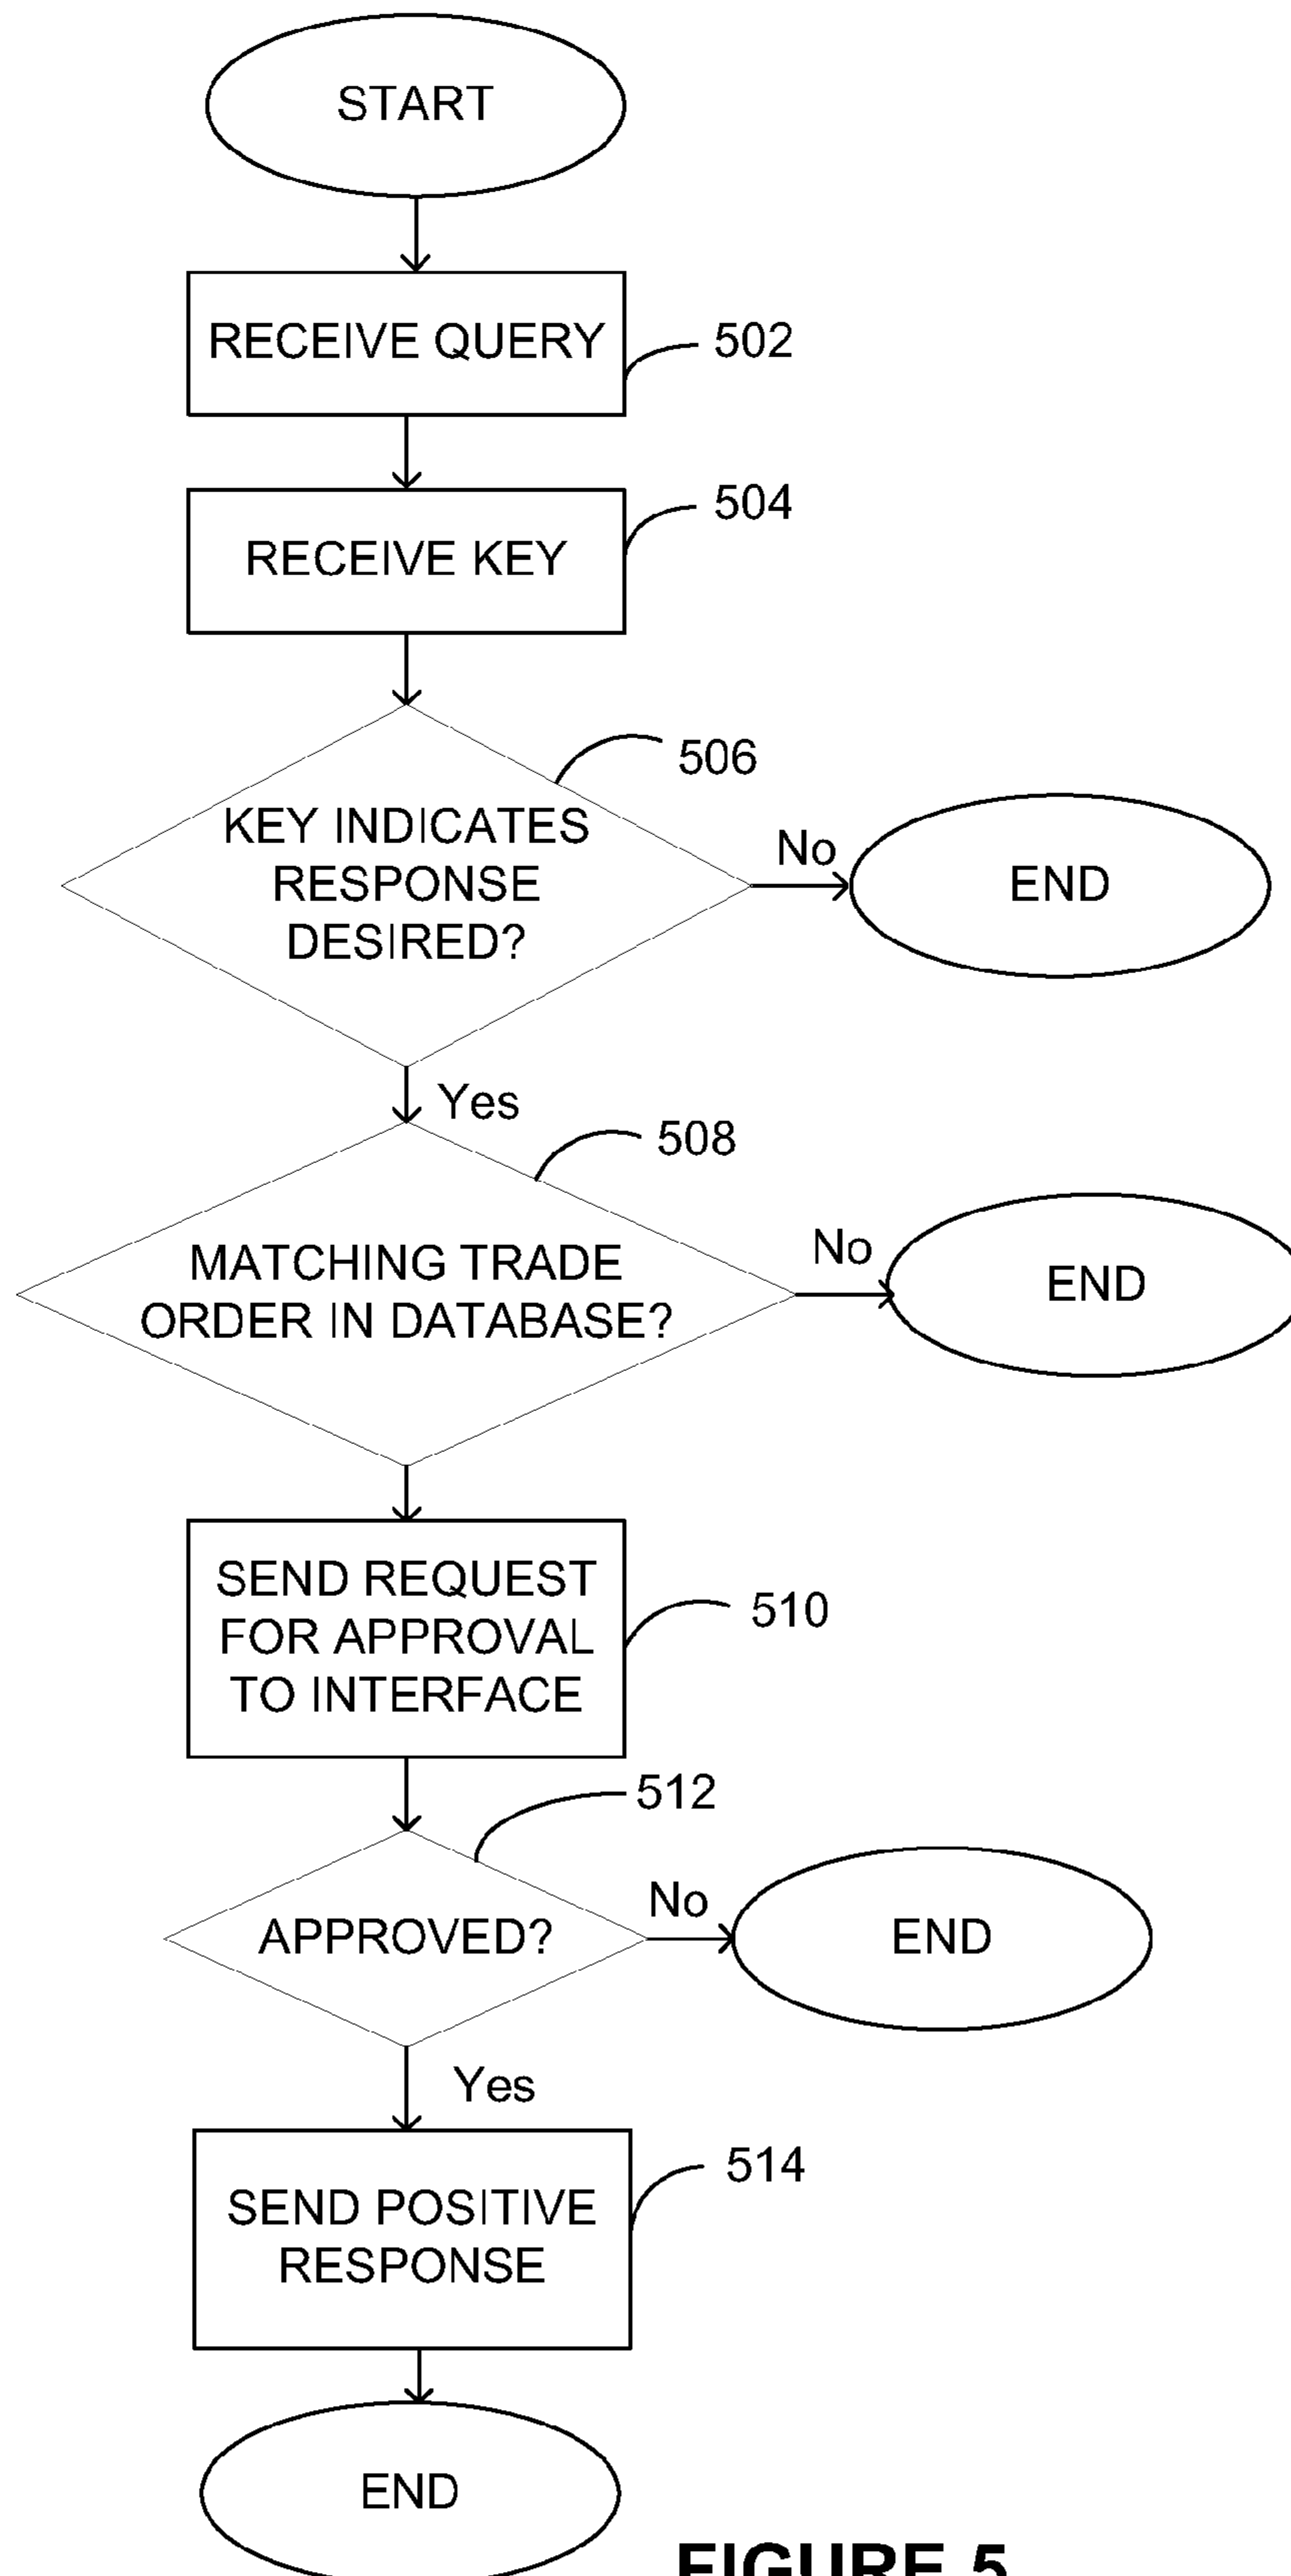 START
RECEIVE QUERY
502
RECEIVE KEY
504
506
KEY INDICATES
RESPONSE
DESIRED?
No
END
Yes
508
MATCHING TRADE
ORDER IN DATABASE?
No
END
SEND REQUEST
FOR APPROVAL
TO INTERFACE
510
512
APPROVED?
No
END
Yes
514
SEND POSITIVE
RESPONSE
END
FIGURE 5